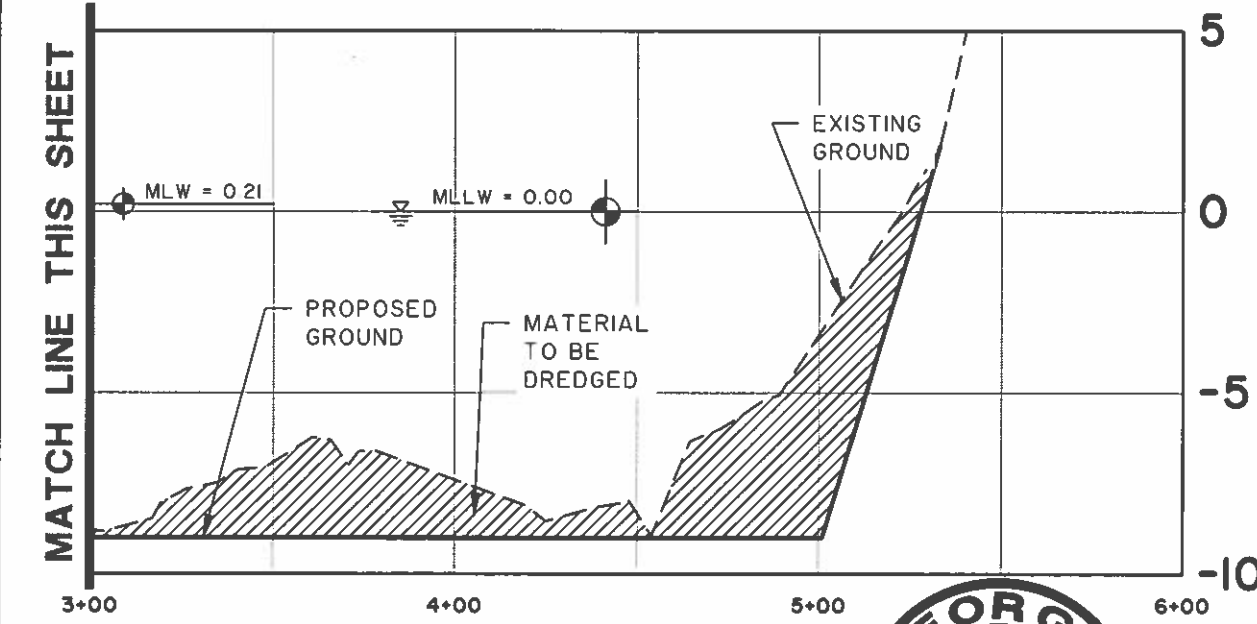 MATCH LINE THIS SHEET
5
0
-5
-10
MLW = 0.21
MLLW = 0.00
EXISTING
GROUND
PROPOSED
GROUND
MATERIAL
TO BE
DREDGED
3+00
4+00
5+00
6+00